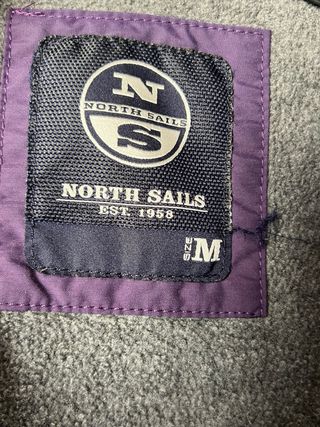 N
NORTH SAILS
S
NORTH SAILS
EST. 1958
SIZE M